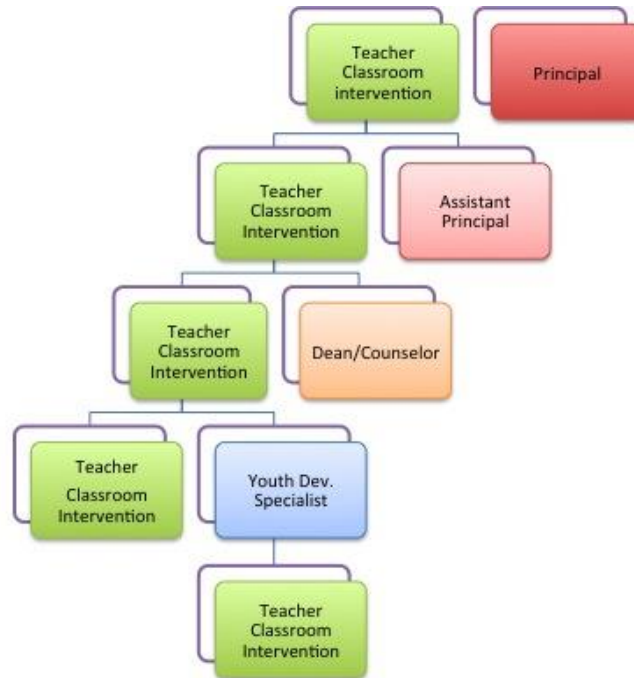 Teacher
Classroom
intervention
Principal
Teacher
Classroom
Intervention
Assistant
Principal
Teacher
Classroom
Intervention
Dean/Counselor
Teacher
Classroom
Intervention
Youth Dev.
Specialist
Teacher
Classroom
Intervention